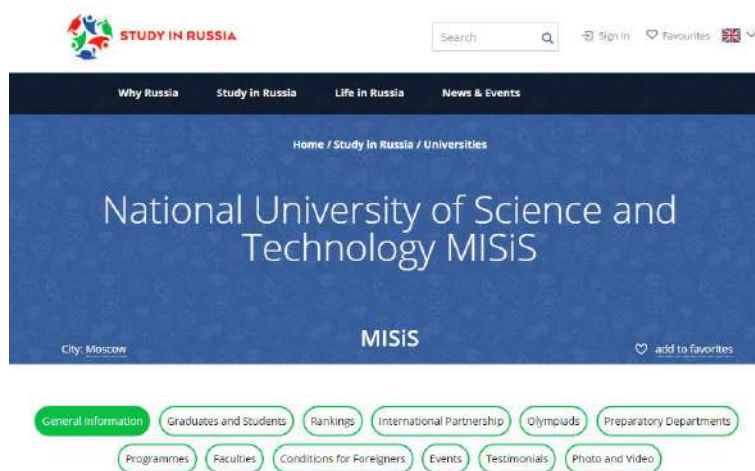 STUDY IN RUSSIA
Search
Sign In
Favourites
Why Russia Study in Russia Life in Russia News & Events
Home / Study in Russia / Universities
National University of Science and
Technology MISiS
MISiS
City: Moscow
add to favorites
General Information Graduates and Students Rankings International Partnership Olympiads Preparatory Departments
Programmes Faculties Conditions for Foreigners Events Testimonials Photo and Video